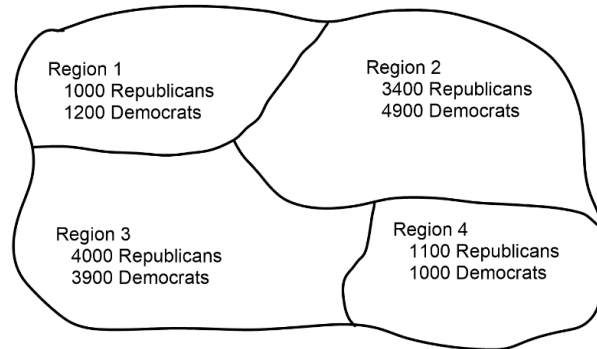 Region 1
1000 Republicans
1200 Democrats
Region 2
3400 Republicans
4900 Democrats
Region 3
4000 Republicans
3900 Democrats
Region 4
1100 Republicans
1000 Democrats